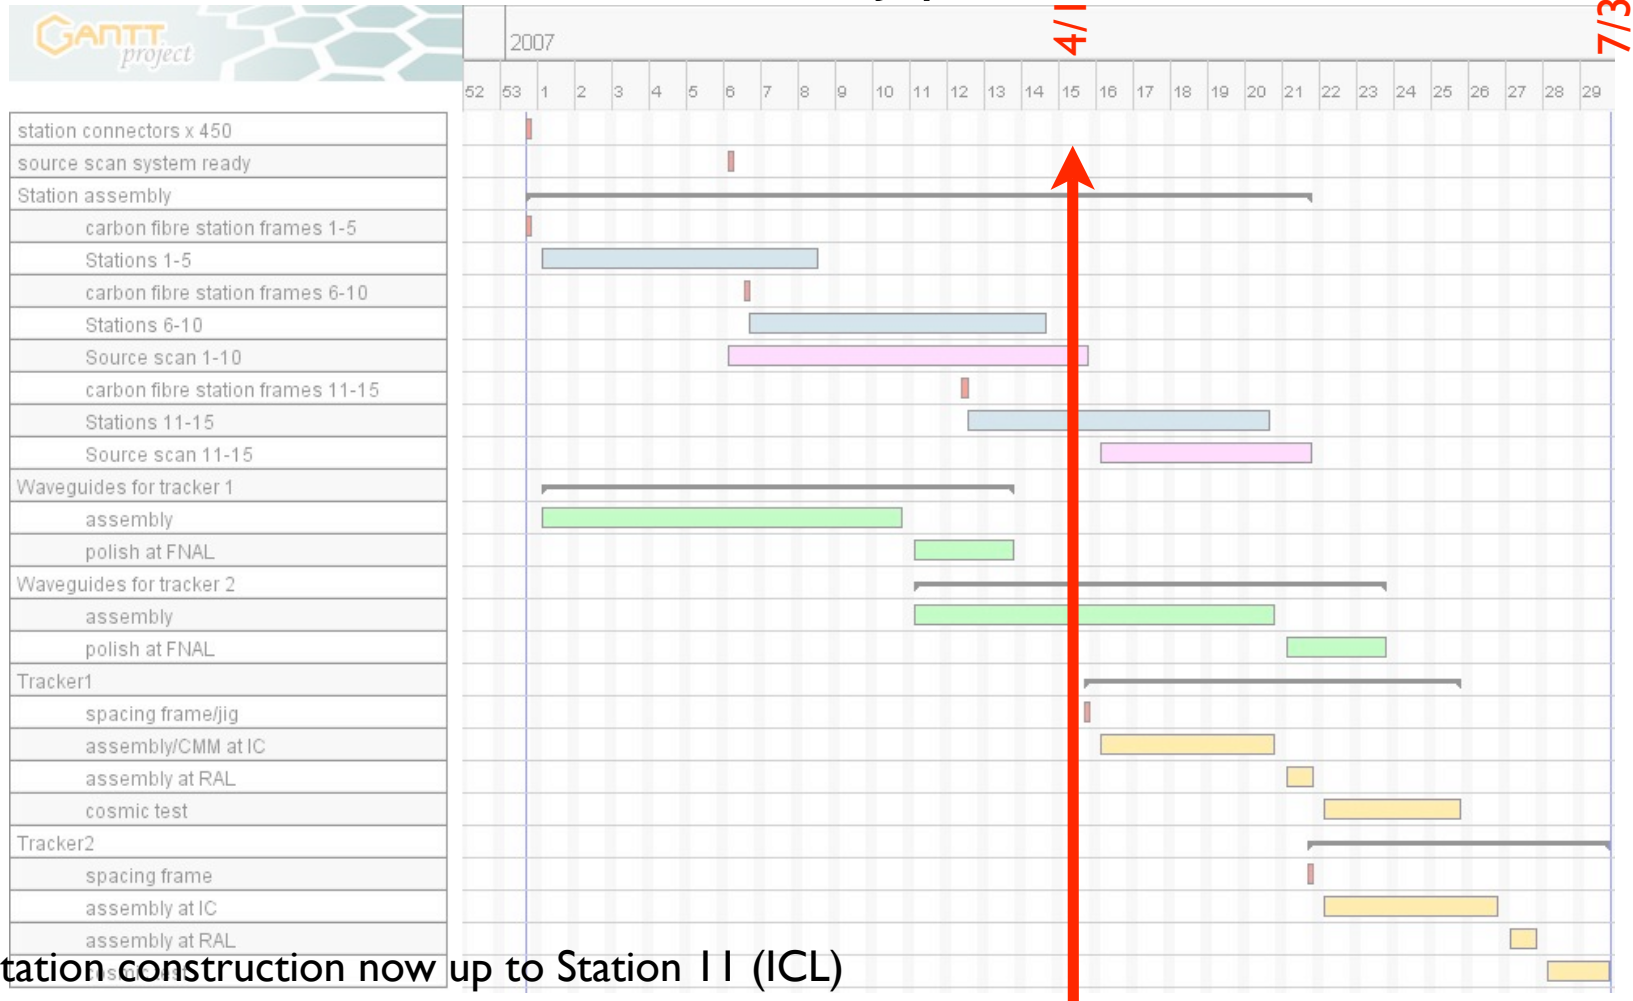 GANTT
project
2007
4/1
7/3
52 53 1 2 3 4 5 6 7 8 9 10 11 12 13 14 15 16 17 18 19 20 21 22 23 24 25 26 27 28 29
station connectors x 450
source scan system ready
Station assembly
carbon fibre station frames 1-5
Stations 1-5
carbon fibre station frames 6-10
Stations 6-10
Source scan 1-10
carbon fibre station frames 11-15
Stations 11-15
Source scan 11-15
Waveguides for tracker 1
assembly
polish at FNAL
Waveguides for tracker 2
assembly
polish at FNAL
Tracker1
spacing frame/jig
assembly/CMM at IC
assembly at RAL
cosmic test
Tracker2
spacing frame
assembly at IC
assembly at RAL
cosmic test
tation construction now up to Station 11 (ICL)